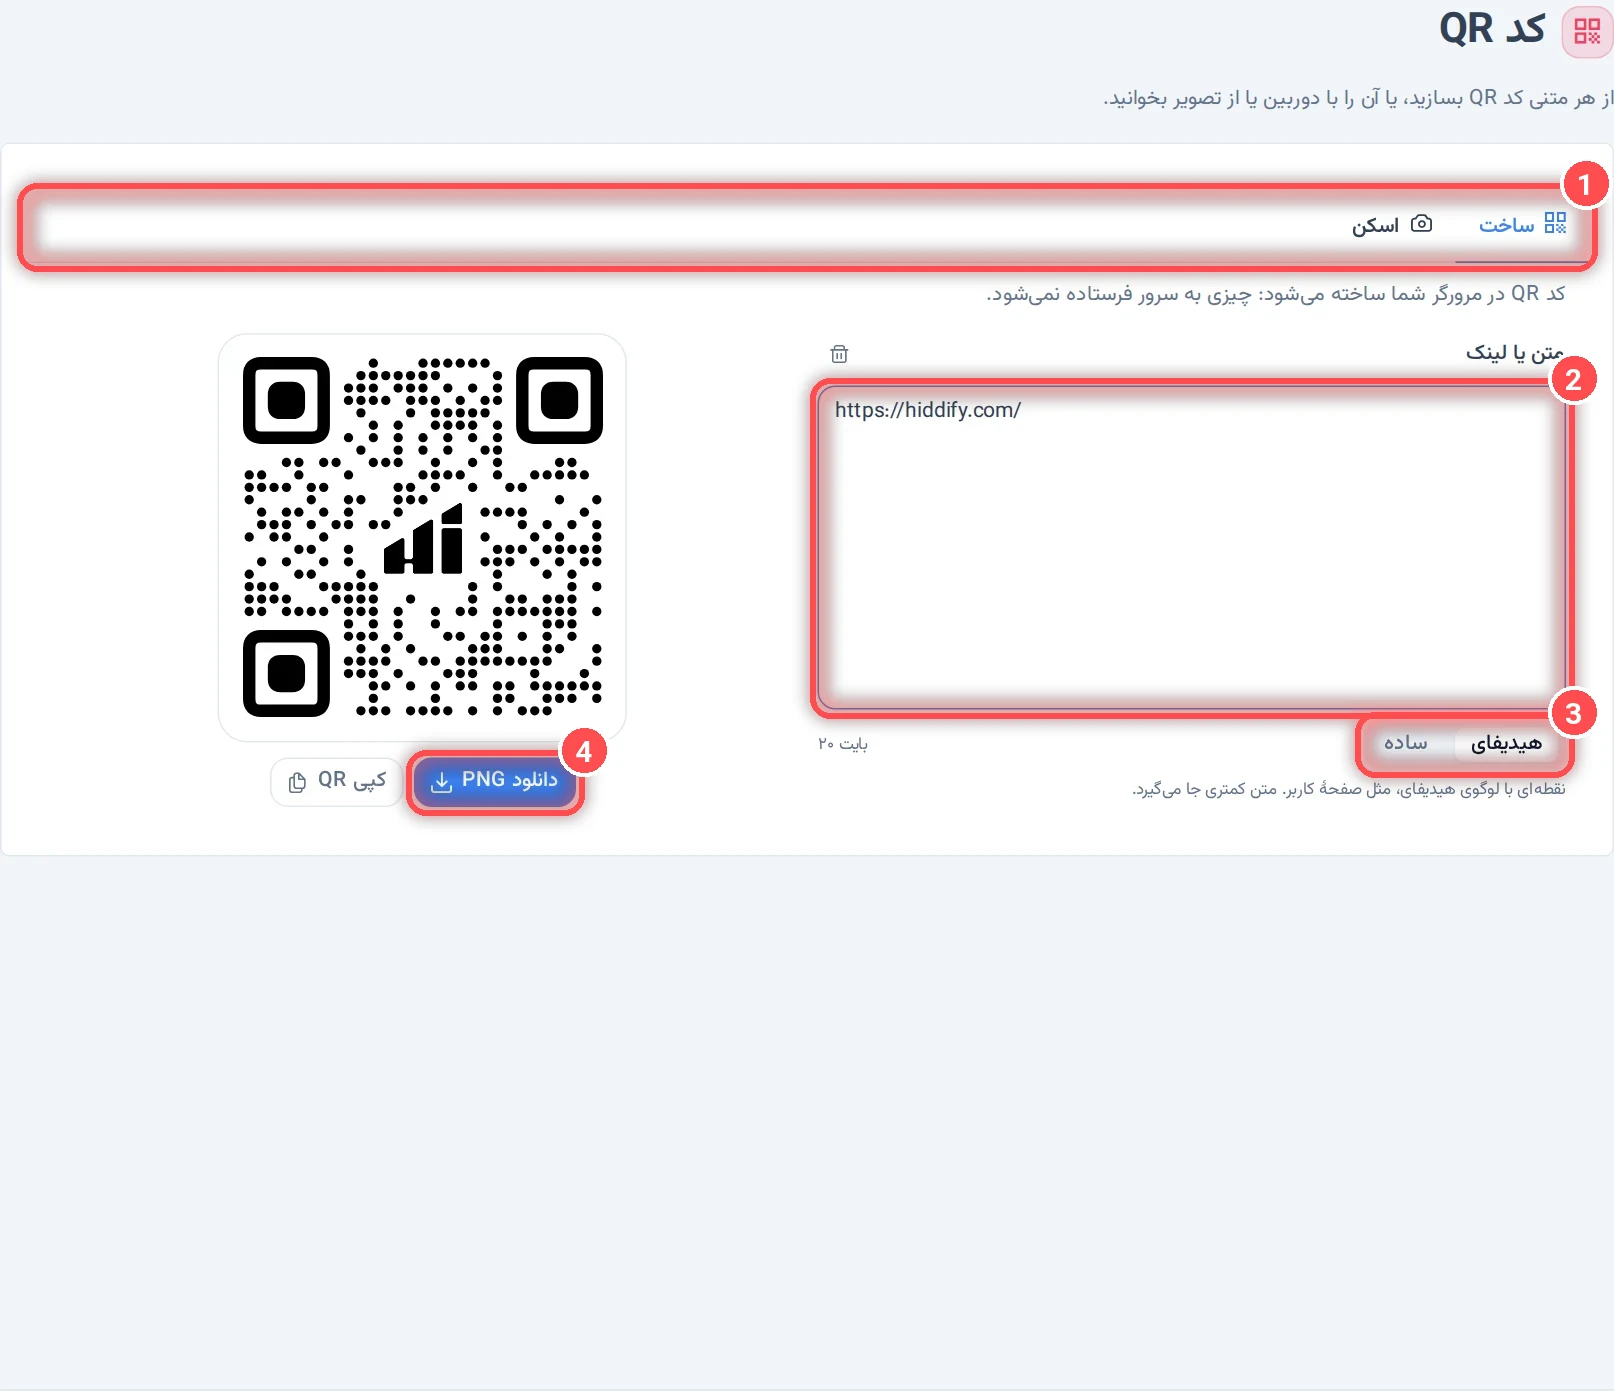 کد QR
از هر متنی کد QR بسازید، یا آن را با دوربین یا از تصویر بخوانید.
1
ساخت
اسکن
کد QR در مرورگر شما ساخته می‌شود: چیزی به سرور فرستاده نمی‌شود.
متن یا لینک
2
https://hiddify.com/
3
هیدیفای
ساده
بایت ۲۰
نقطه‌ای با لوگوی هیدیفای، مثل صفحهٔ کاربر. متن کمتری جا می‌گیرد.
4
دانلود PNG
کپی QR